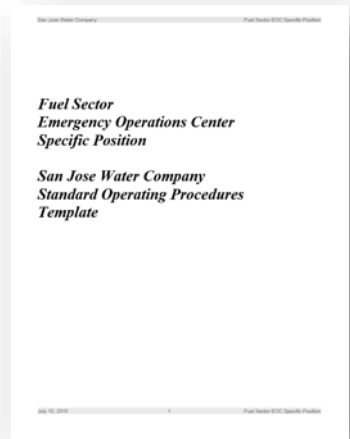 San Jose Water Company Fuel Sector EOC Specific Position
Fuel Sector
Emergency Operations Center
Specific Position
San Jose Water Company
Standard Operating Procedures
Template
July 10, 2015 1 Fuel Sector EOC Specific Position